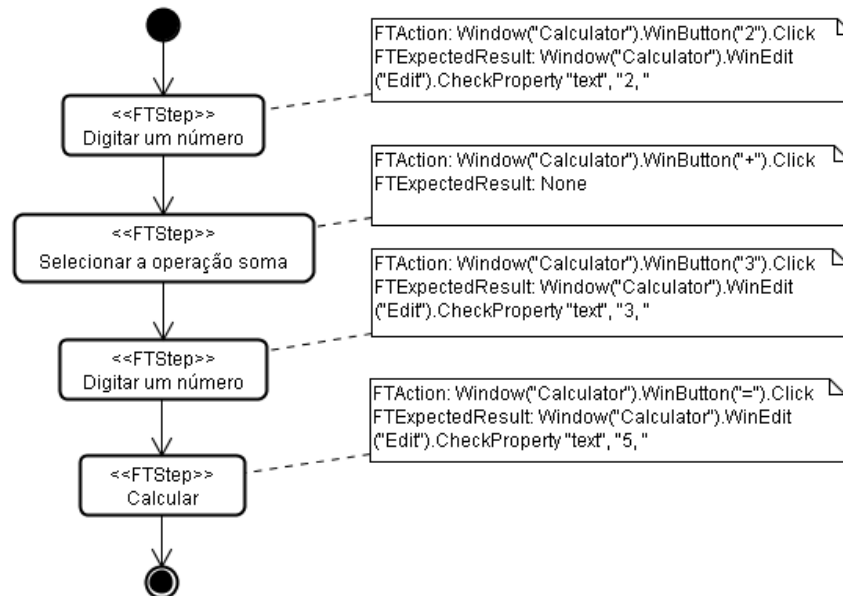 FTAction: Window("Calculator").WinButton("2").Click
FTExpectedResult: Window("Calculator").WinEdit
("Edit").CheckProperty "text", "2, "
<<FTStep>>
Digitar um número
FTAction: Window("Calculator").WinButton("+").Click
FTExpectedResult: None
<<FTStep>>
Selecionar a operação soma
FTAction: Window("Calculator").WinButton("3").Click
FTExpectedResult: Window("Calculator").WinEdit
("Edit").CheckProperty "text", "3, "
<<FTStep>>
Digitar um número
FTAction: Window("Calculator").WinButton("=").Click
FTExpectedResult: Window("Calculator").WinEdit
("Edit").CheckProperty "text", "5, "
<<FTStep>>
Calcular